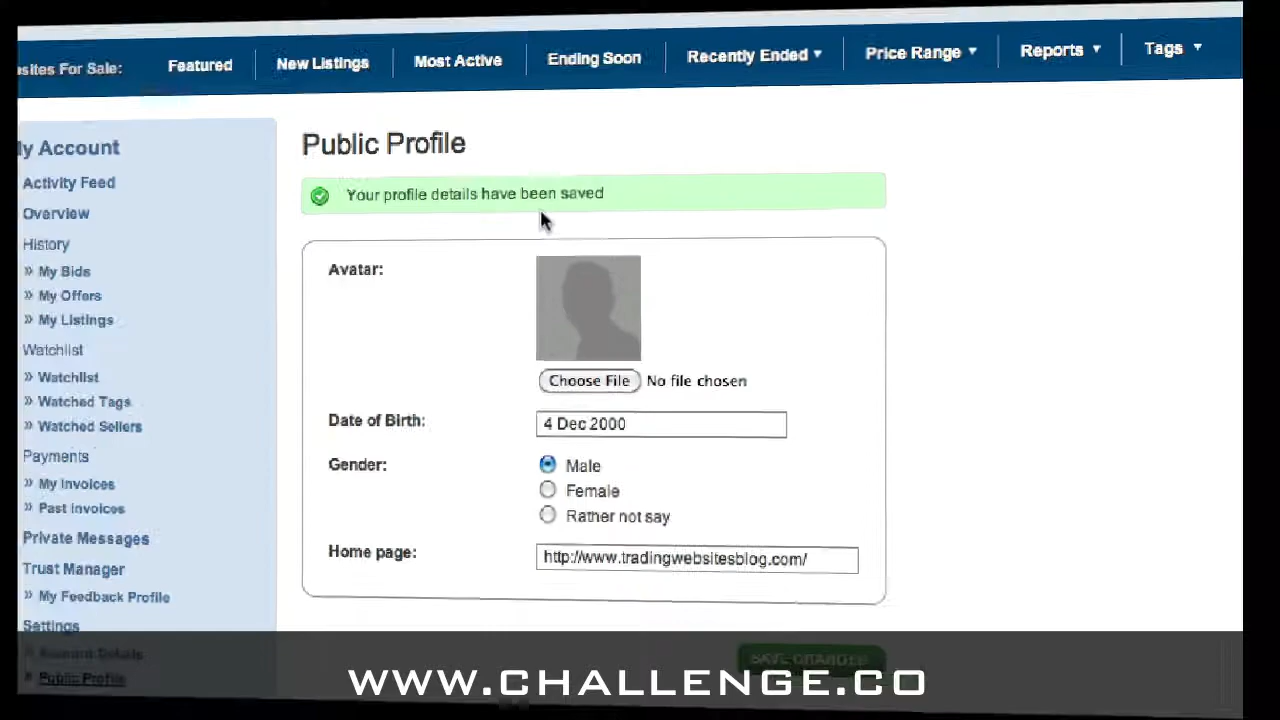 sites For Sale: Featured New Listings Most Active Ending Soon Recently Ended Price Range Reports Tags
y Account
Activity Feed
Overview
History
» My Bids
» My Offers
» My Listings
Watchlist
» Watchlist
» Watched Tags
» Watched Sellers
Payments
» My Invoices
» Past Invoices
Private Messages
Trust Manager
» My Feedback Profile
Settings
» Account Details
» Public Profile
Public Profile
Your profile details have been saved
Avatar:
Choose File No file chosen
Date of Birth: 4 Dec 2000
Gender: Male
Female
Rather not say
Home page: http://www.tradingwebsitesblog.com/
SAVE CHANGES
WWW.CHALLENGE.CO